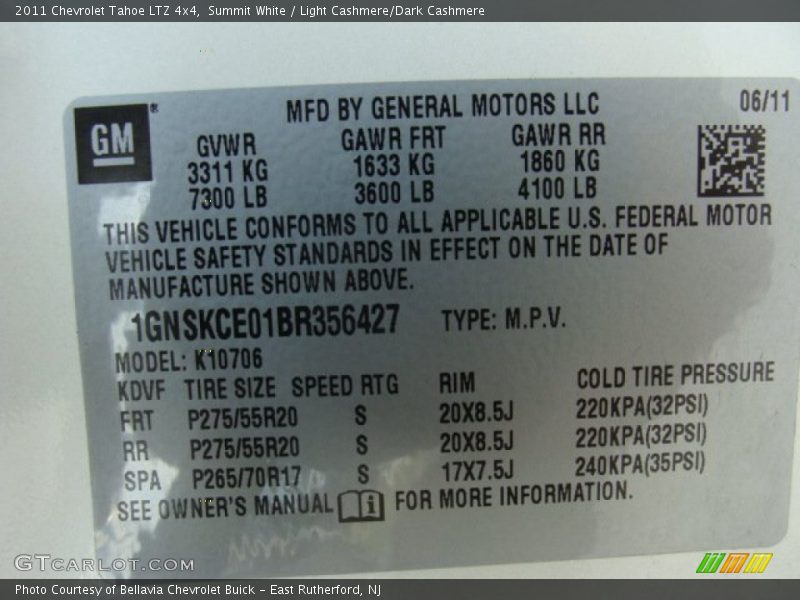 2011 Chevrolet Tahoe LTZ 4x4, Summit White / Light Cashmere/Dark Cashmere
GM®
MFD BY GENERAL MOTORS LLC
06/11
GVWR GAWR FRT GAWR RR
3311 KG 1633 KG 1860 KG
7300 LB 3600 LB 4100 LB
THIS VEHICLE CONFORMS TO ALL APPLICABLE U.S. FEDERAL MOTOR
VEHICLE SAFETY STANDARDS IN EFFECT ON THE DATE OF
MANUFACTURE SHOWN ABOVE.
1GNSKCE01BR356427 TYPE: M.P.V.
MODEL: K10706
KDVF TIRE SIZE SPEED RTG RIM COLD TIRE PRESSURE
FRT P275/55R20 S 20X8.5J 220KPA(32PSI)
RR P275/55R20 S 20X8.5J 220KPA(32PSI)
SPA P265/70R17 S 17X7.5J 240KPA(35PSI)
SEE OWNER'S MANUAL i FOR MORE INFORMATION.
GTCARLOT.COM
Photo Courtesy of Bellavia Chevrolet Buick – East Rutherford, NJ